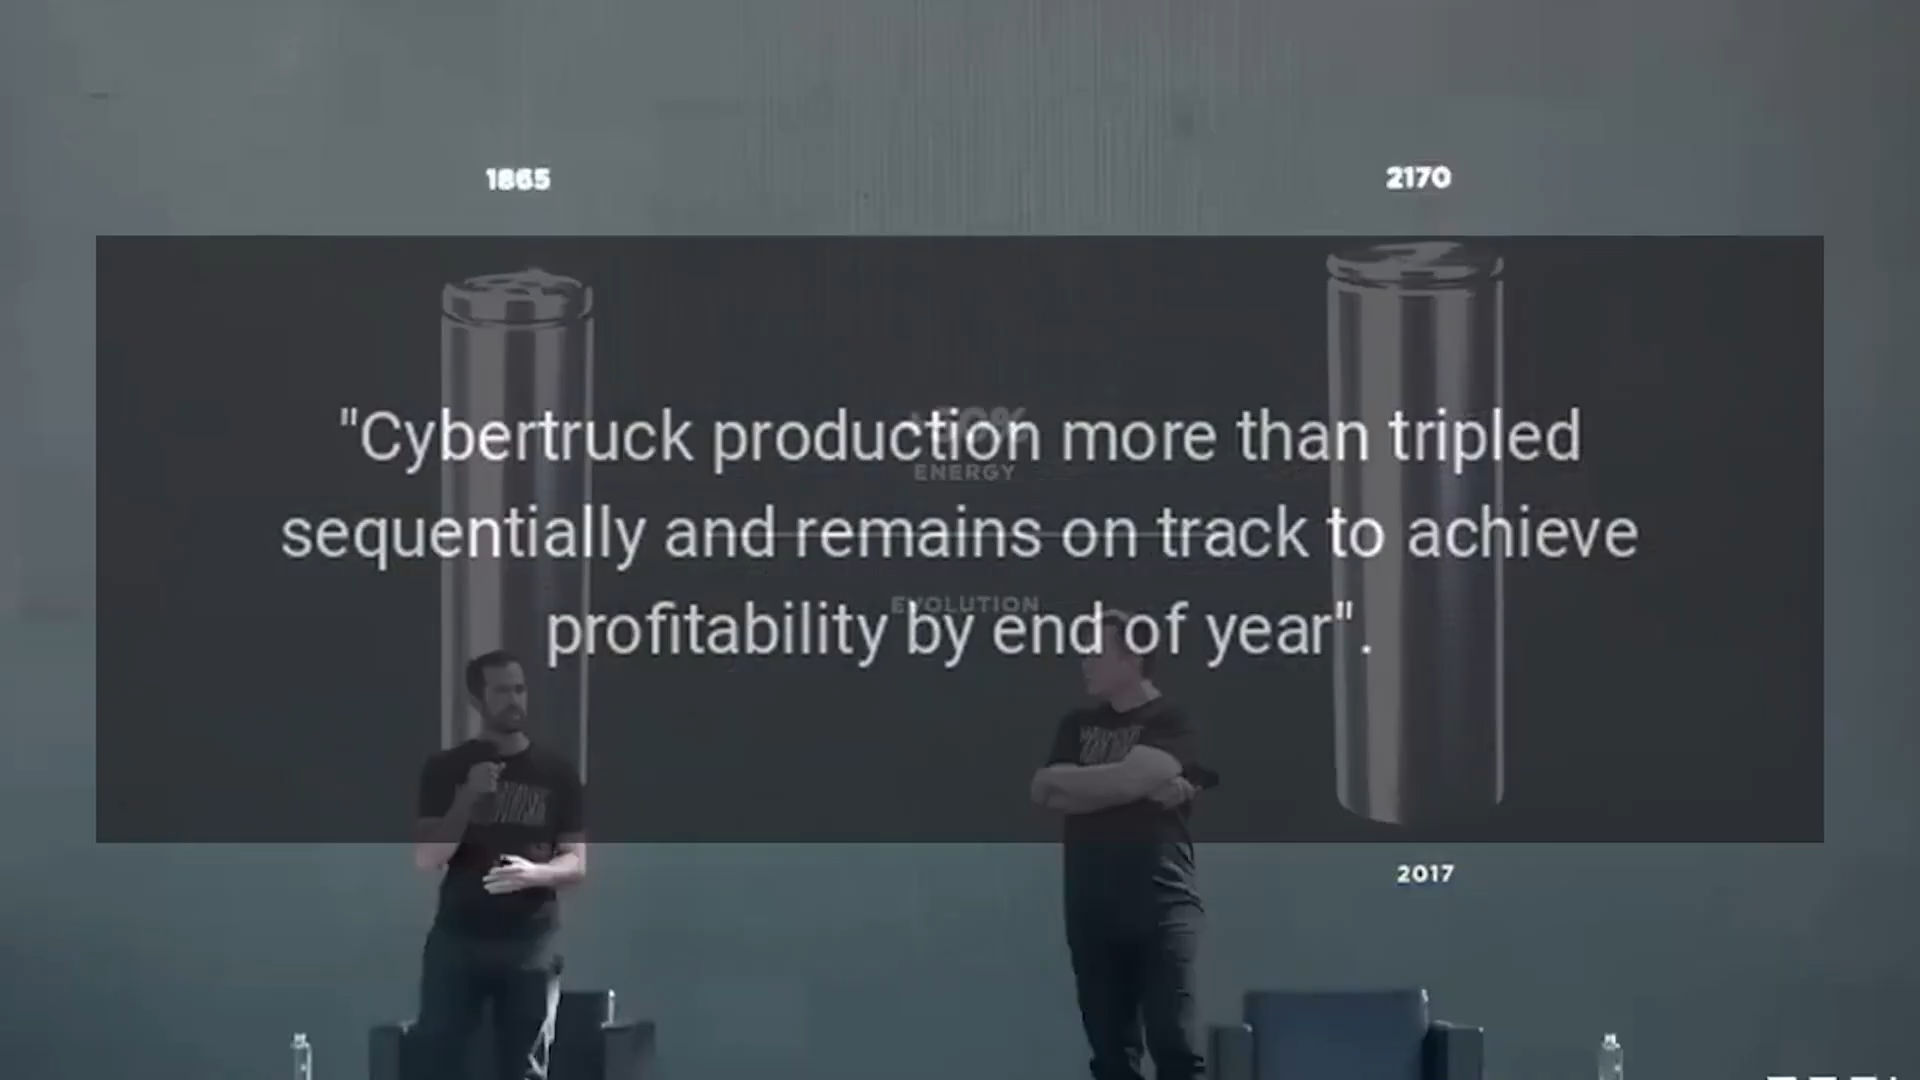 1865
2170
"Cybertruck production more than tripled
ENERGY
sequentially and remains on track to achieve
EVOLUTION
profitability by end of year".
2017